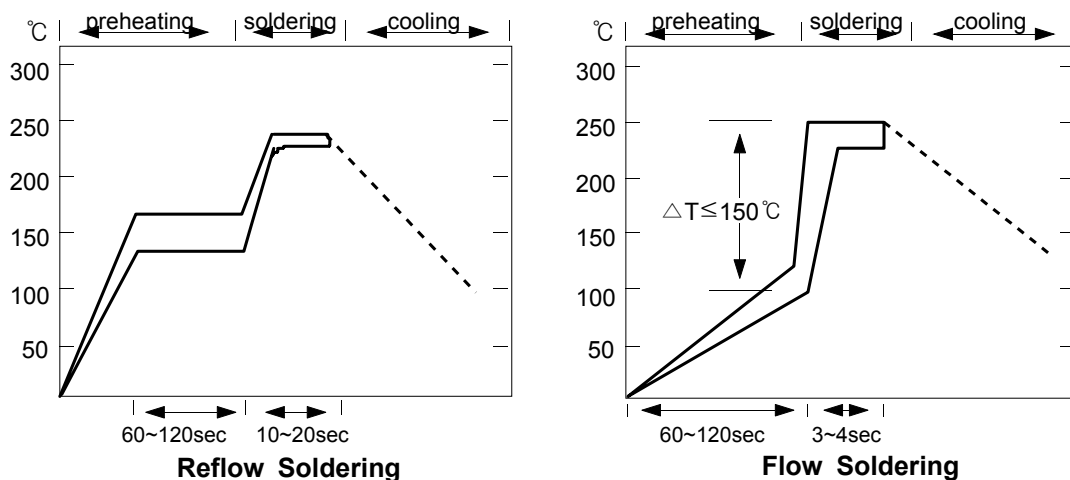 ℃ preheating soldering cooling
300
250
200
150
100
50
60~120sec 10~20sec
Reflow Soldering
℃ preheating soldering cooling
300
250
200
150
100
50
△T≤150℃
60~120sec 3~4sec
Flow Soldering